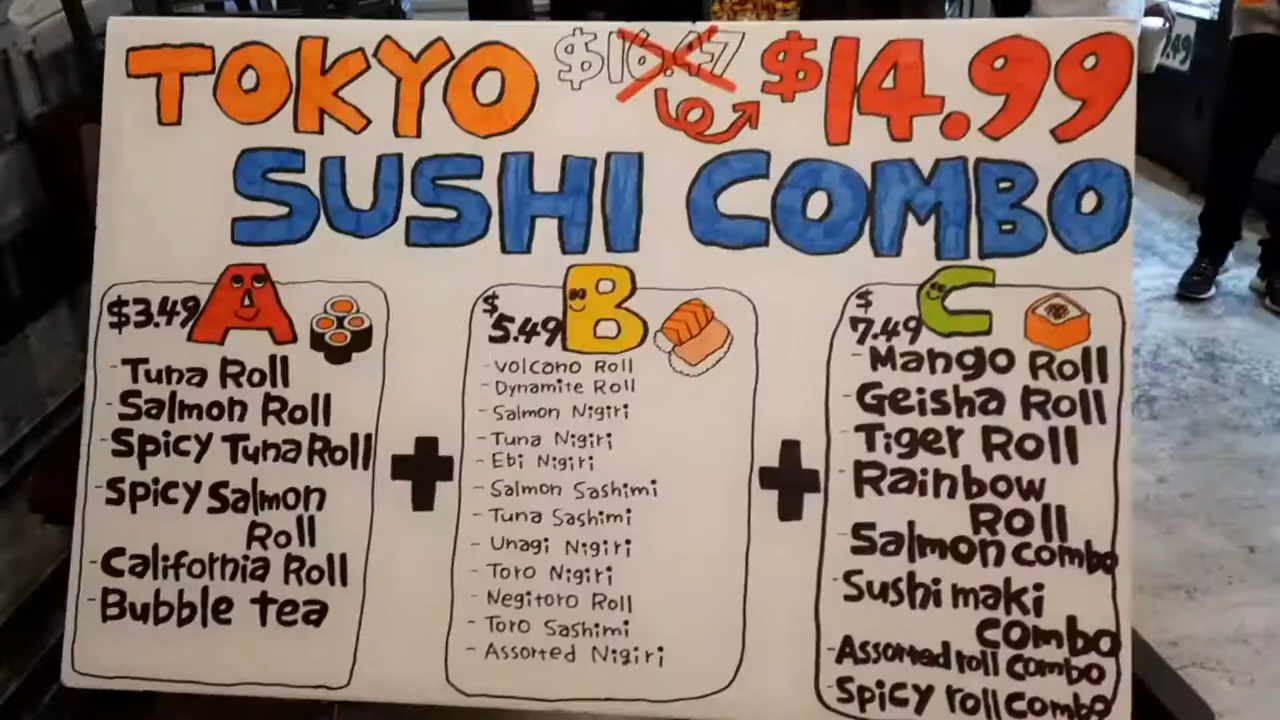 TOKYO $16.47 $14.99
SUSHI COMBO
$3.49 A
- Tuna Roll
- Salmon Roll
- Spicy Tuna Roll
- Spicy Salmon
Roll
- California Roll
- Bubble tea
+
$5.49 B
- Volcano Roll
- Dynamite Roll
- Salmon Nigiri
- Tuna Nigiri
- Ebi Nigiri
- Salmon Sashimi
- Tuna Sashimi
- Unagi Nigiri
- Toro Nigiri
- Negitoro Roll
- Toro Sashimi
- Assorted Nigiri
+
$7.49 C
- Mango Roll
- Geisha Roll
- Tiger Roll
- Rainbow
Roll
- Salmon combo
- Sushi maki
combo
- Assorted roll combo
- Spicy roll combo